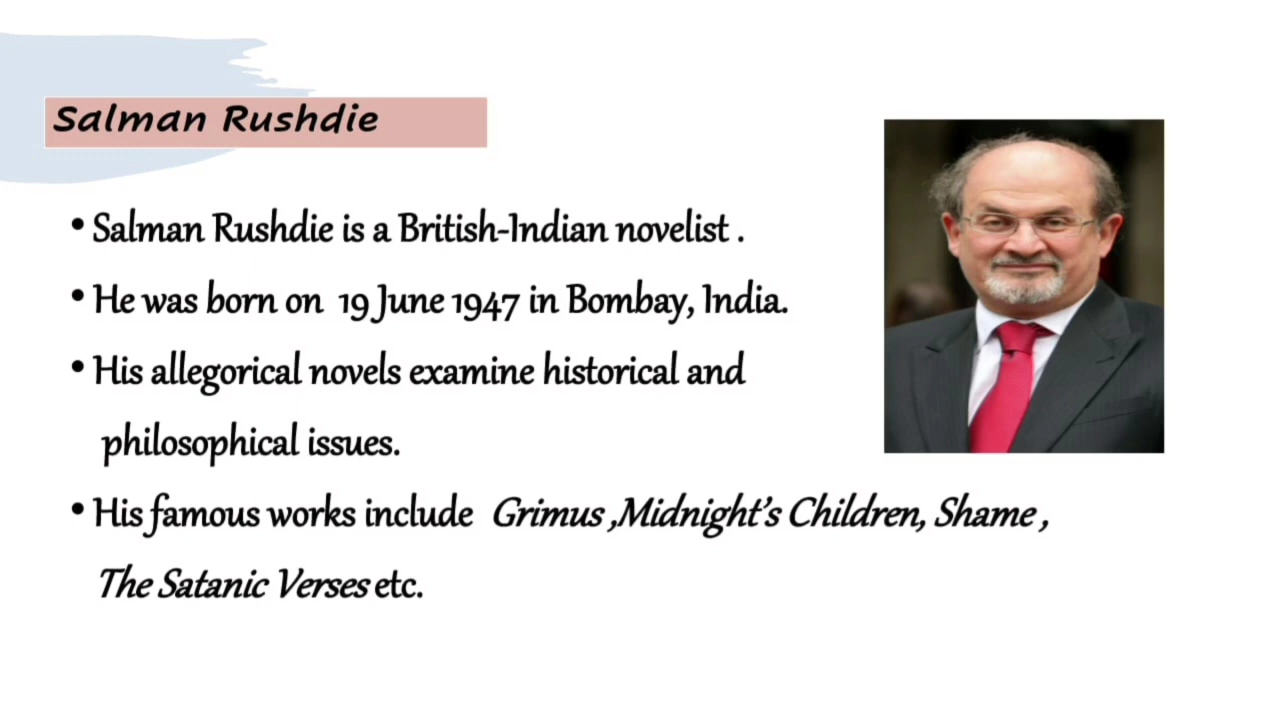 Salman Rushdie
• Salman Rushdie is a British-Indian novelist .
• He was born on 19 June 1947 in Bombay, India.
• His allegorical novels examine historical and
philosophical issues.
• His famous works include Grimus ,Midnight's Children, Shame ,
The Satanic Verses etc.